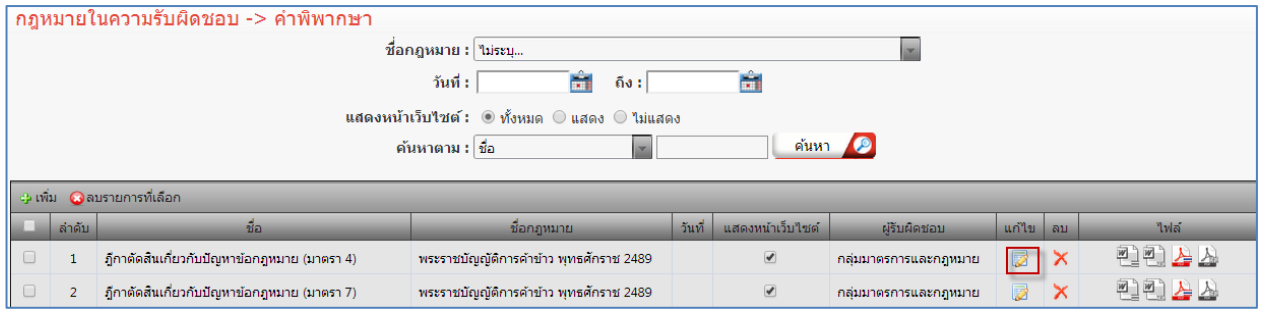 กฎหมายในความรับผิดชอบ -> คำพิพากษา
ชื่อกฎหมาย : ไม่ระบุ...
วันที่ : ถึง :
แสดงหน้าเว็บไซต์ : ทั้งหมด แสดง ไม่แสดง
ค้นหาตาม : ชื่อ ค้นหา
เพิ่ม ลบรายการที่เลือก
ลำดับ ชื่อ ชื่อกฎหมาย วันที่ แสดงหน้าเว็บไซต์ ผู้รับผิดชอบ แก้ไข ลบ ไฟล์
1 ฎีกาตัดสินเกี่ยวกับปัญหาข้อกฎหมาย (มาตรา 4) พระราชบัญญัติการค้าข้าว พุทธศักราช 2489 กลุ่มมาตรการและกฎหมาย
2 ฎีกาตัดสินเกี่ยวกับปัญหาข้อกฎหมาย (มาตรา 7) พระราชบัญญัติการค้าข้าว พุทธศักราช 2489 กลุ่มมาตรการและกฎหมาย